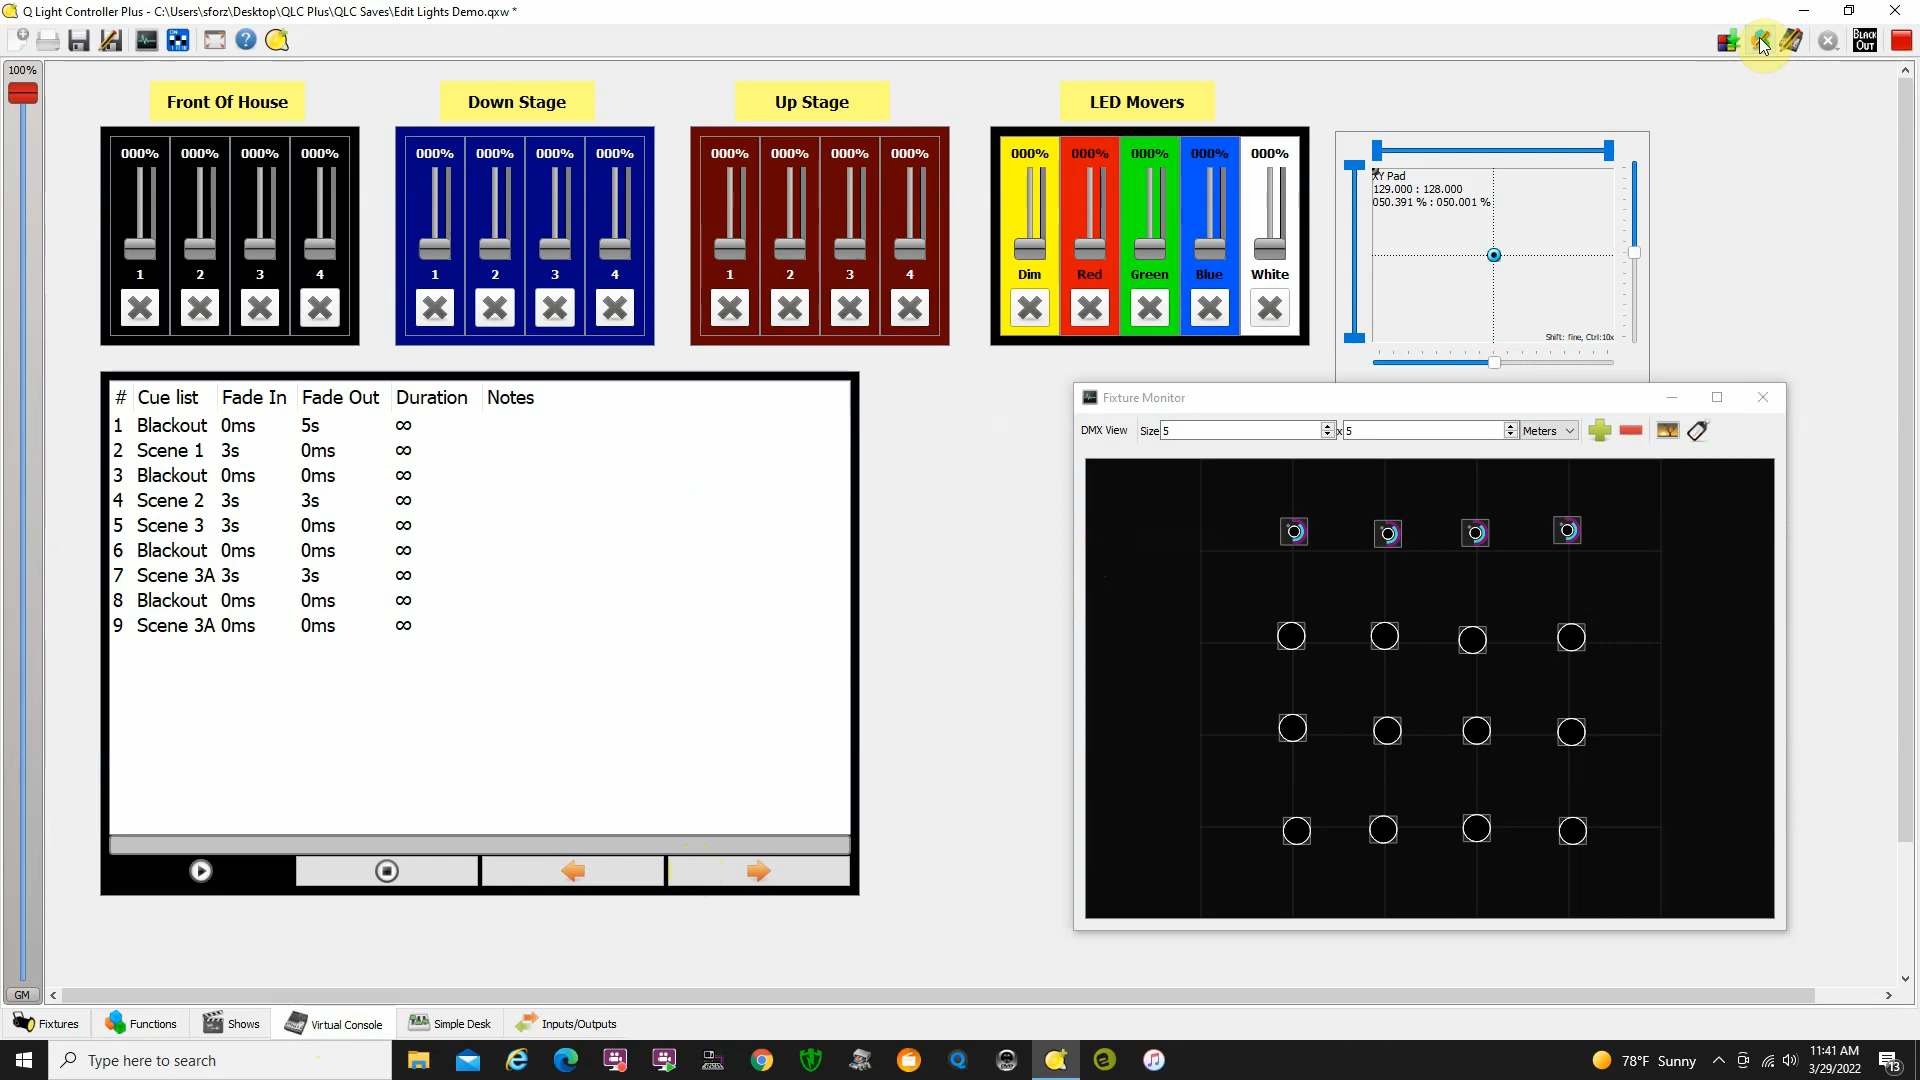 Q Light Controller Plus - C:\Users\sforz\Desktop\QLC Plus\QLC Saves\Edit Lights Demo.qxw *
ON
BLACK OUT
100%
Front Of House
Down Stage
Up Stage
LED Movers
000% 000% 000% 000%
000% 000% 000% 000%
000% 000% 000% 000%
000% 000% 000% 000% 000%
1 2 3 4
1 2 3 4
1 2 3 4
Dim Red Green Blue White
XY Pad
129.000 : 128.000
050.391 % : 050.001 %
Shift: fine, Ctrl:10x
# Cue list Fade In Fade Out Duration Notes
1 Blackout 0ms 5s ∞
2 Scene 1 3s 0ms ∞
3 Blackout 0ms 0ms ∞
4 Scene 2 3s 3s ∞
5 Scene 3 3s 0ms ∞
6 Blackout 0ms 0ms ∞
7 Scene 3A 3s 3s ∞
8 Blackout 0ms 0ms ∞
9 Scene 3A 0ms 0ms ∞
Fixture Monitor
DMX View Size 5 x 5 Meters
GM
Fixtures Functions Shows Virtual Console Simple Desk Inputs/Outputs
Type here to search
78°F Sunny
11:41 AM
3/29/2022
13